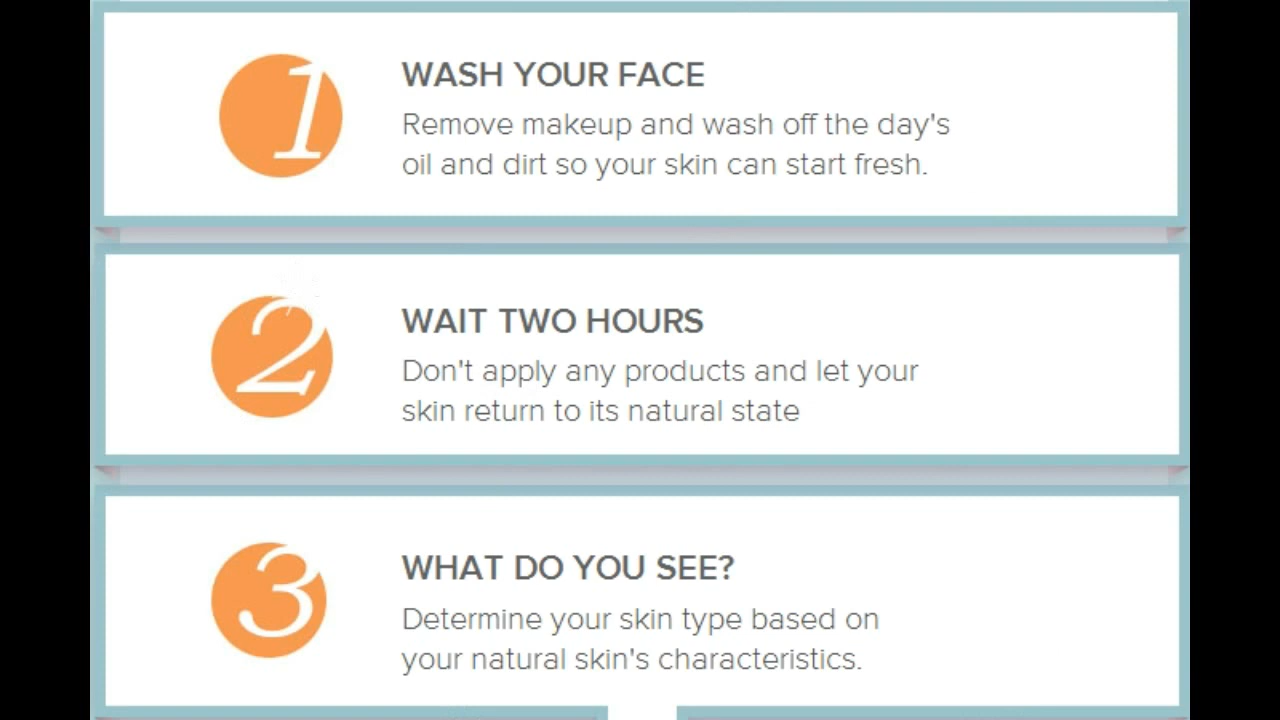 1
WASH YOUR FACE
Remove makeup and wash off the day's
oil and dirt so your skin can start fresh.
2
WAIT TWO HOURS
Don't apply any products and let your
skin return to its natural state
3
WHAT DO YOU SEE?
Determine your skin type based on
your natural skin's characteristics.